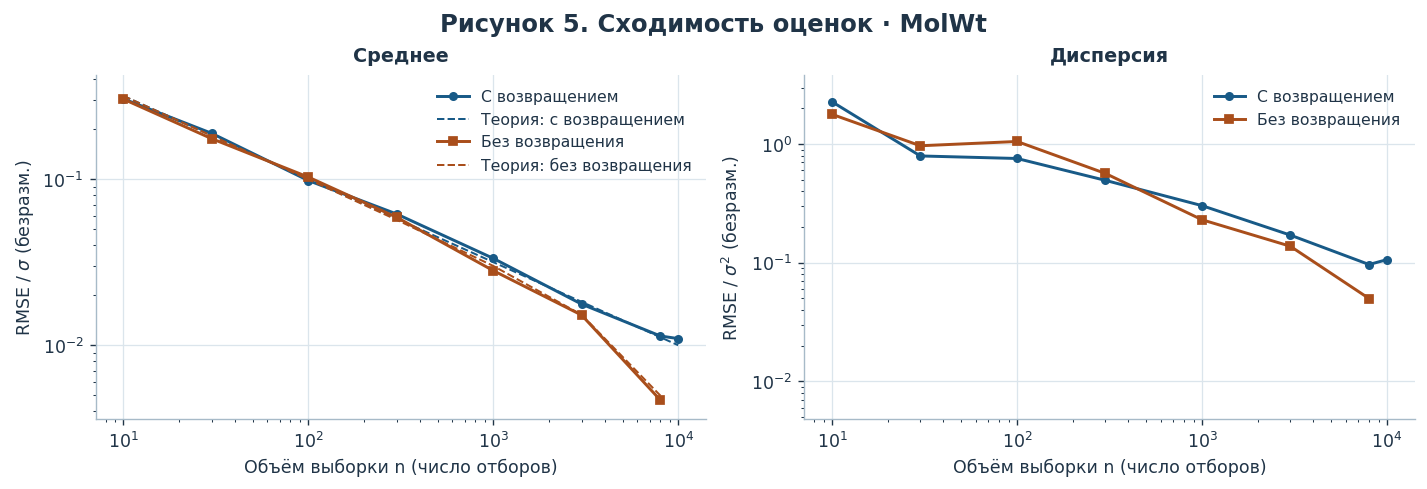 Рисунок 5. Сходимость оценок · MolWt
Среднее
С возвращением
Теория: с возвращением
Без возвращения
Теория: без возвращения
RMSE / σ (безразм.)
10⁻¹
10⁻²
10¹
10²
10³
10⁴
Объём выборки n (число отборов)
Дисперсия
С возвращением
Без возвращения
RMSE / σ² (безразм.)
10⁰
10⁻¹
10⁻²
10¹
10²
10³
10⁴
Объём выборки n (число отборов)